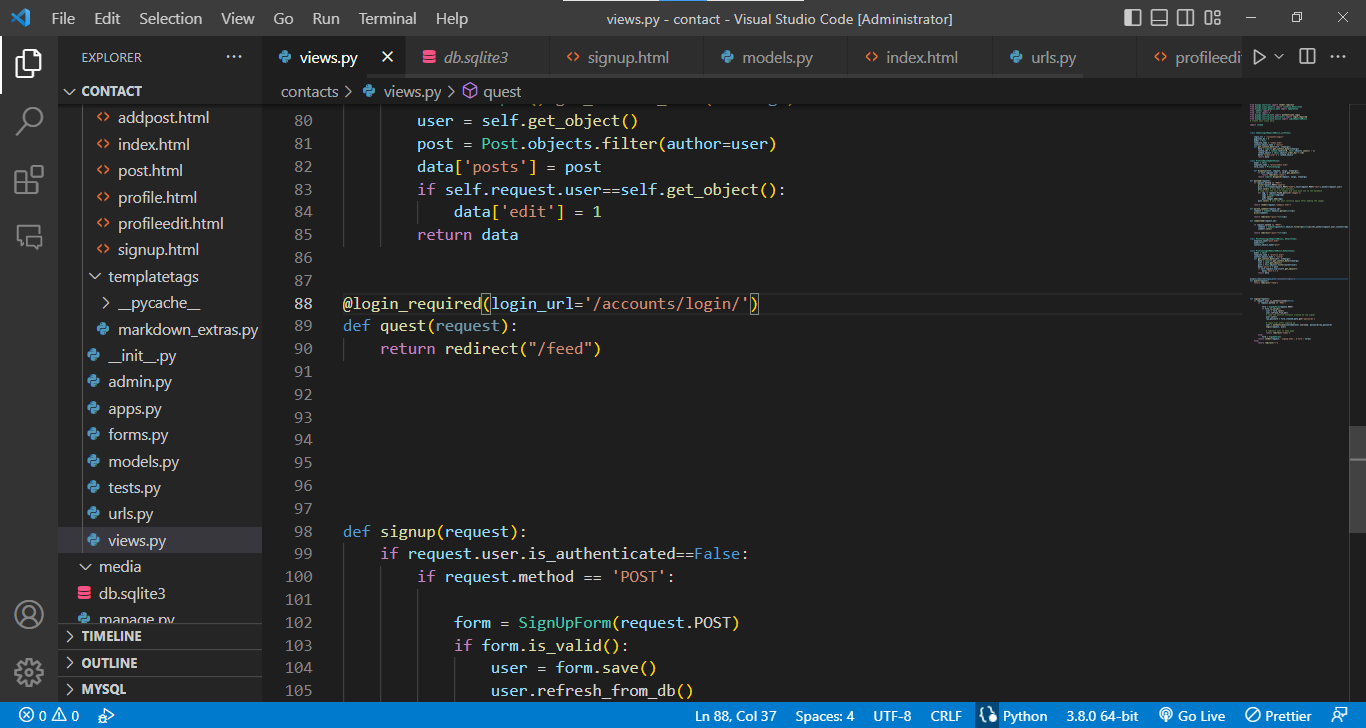 File Edit Selection View Go Run Terminal Help views.py - contact - Visual Studio Code [Administrator]
EXPLORER ···
views.py × db.sqlite3 signup.html models.py index.html urls.py profileedi ···
CONTACT
contacts > views.py > quest
addpost.html
index.html
post.html
profile.html
profileedit.html
signup.html
templatetags
__pycache__
markdown_extras.py
__init__.py
admin.py
apps.py
forms.py
models.py
tests.py
urls.py
views.py
media
db.sqlite3
manage.py
TIMELINE
OUTLINE
MYSQL
80 user = self.get_object()
81 post = Post.objects.filter(author=user)
82 data['posts'] = post
83 if self.request.user==self.get_object():
84 data['edit'] = 1
85 return data
86
87
88 @login_required(login_url='/accounts/login/')
89 def quest(request):
90 return redirect("/feed")
91
92
93
94
95
96
97
98 def signup(request):
99 if request.user.is_authenticated==False:
100 if request.method == 'POST':
101
102 form = SignUpForm(request.POST)
103 if form.is_valid():
104 user = form.save()
105 user.refresh_from_db()
0 0 Ln 88, Col 37 Spaces: 4 UTF-8 CRLF Python 3.8.0 64-bit Go Live Prettier